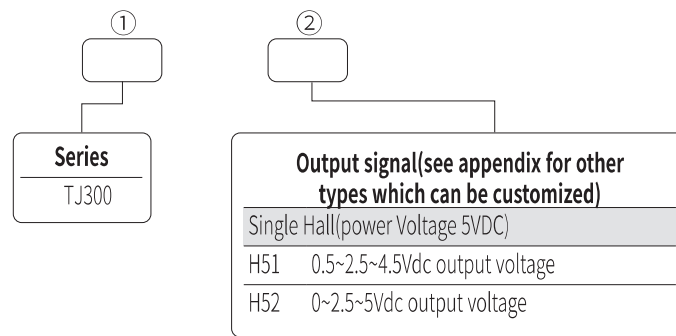 ① ②
Series
TJ300
Output signal(see appendix for other
types which can be customized)
Single Hall(power Voltage 5VDC)
H51 0.5~2.5~4.5Vdc output voltage
H52 0~2.5~5Vdc output voltage